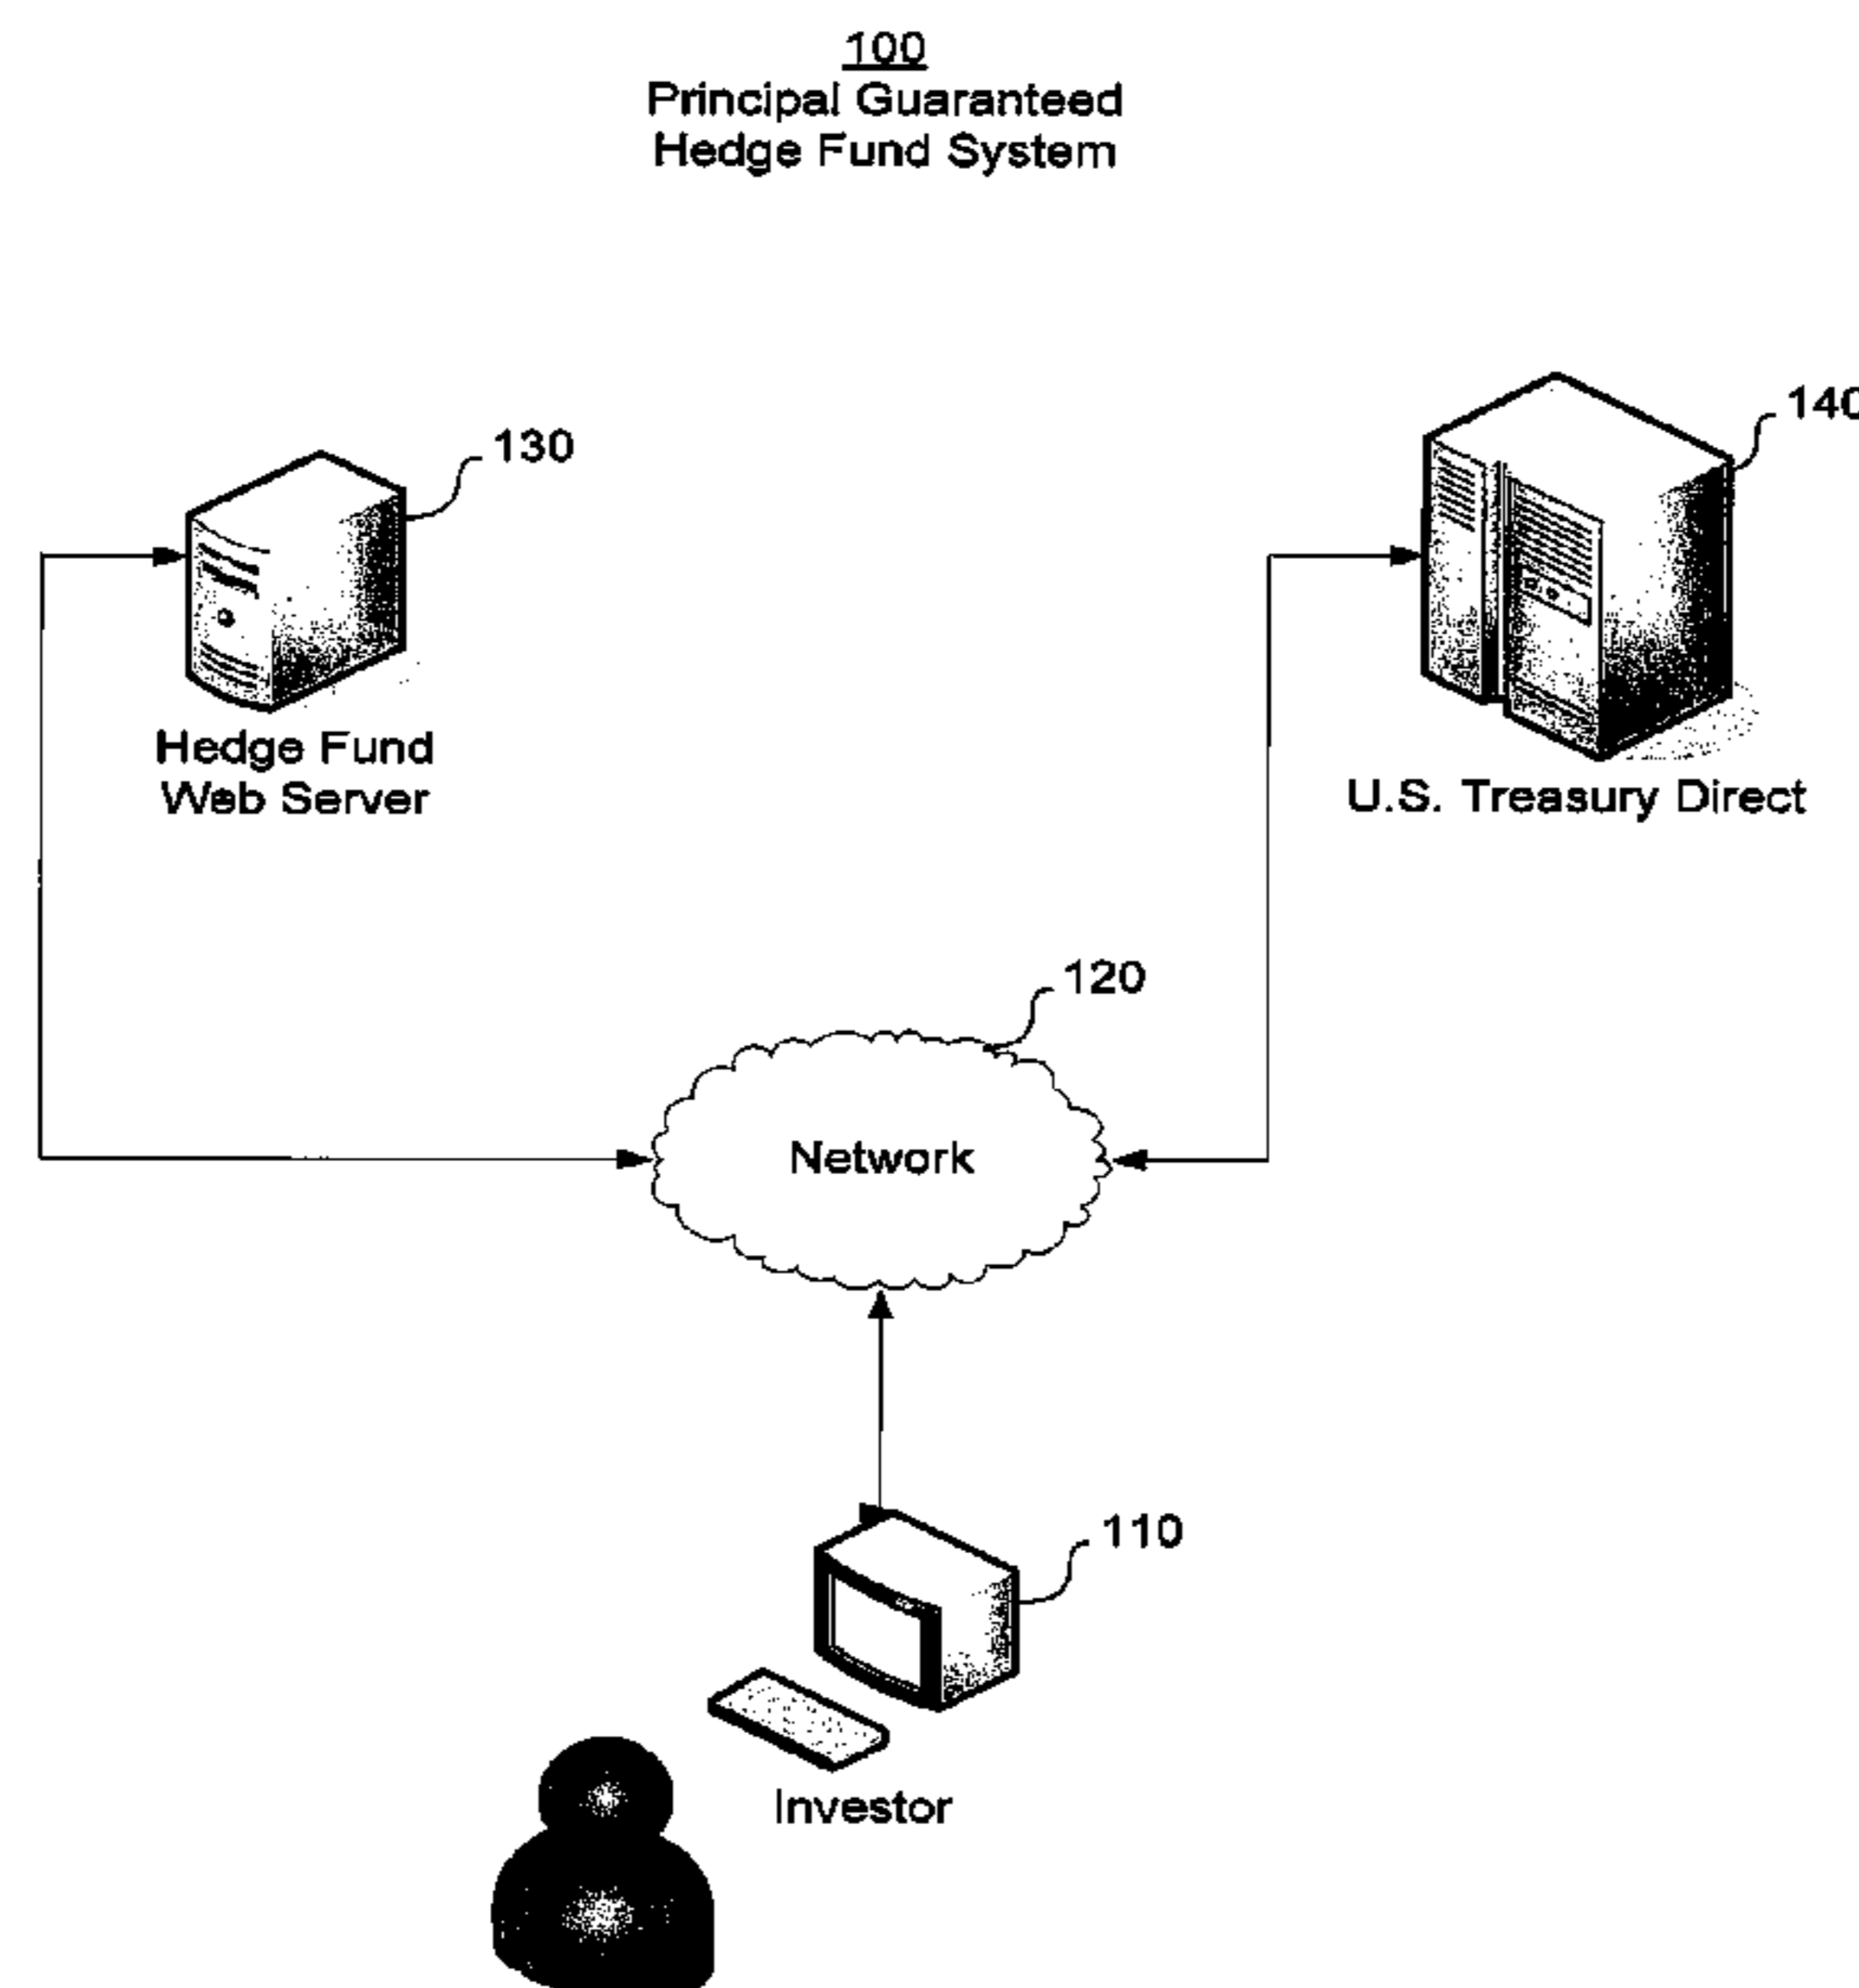 100
Principal Guaranteed
Hedge Fund System
130
140
Hedge Fund
Web Server
U.S. Treasury Direct
120
Network
110
Investor